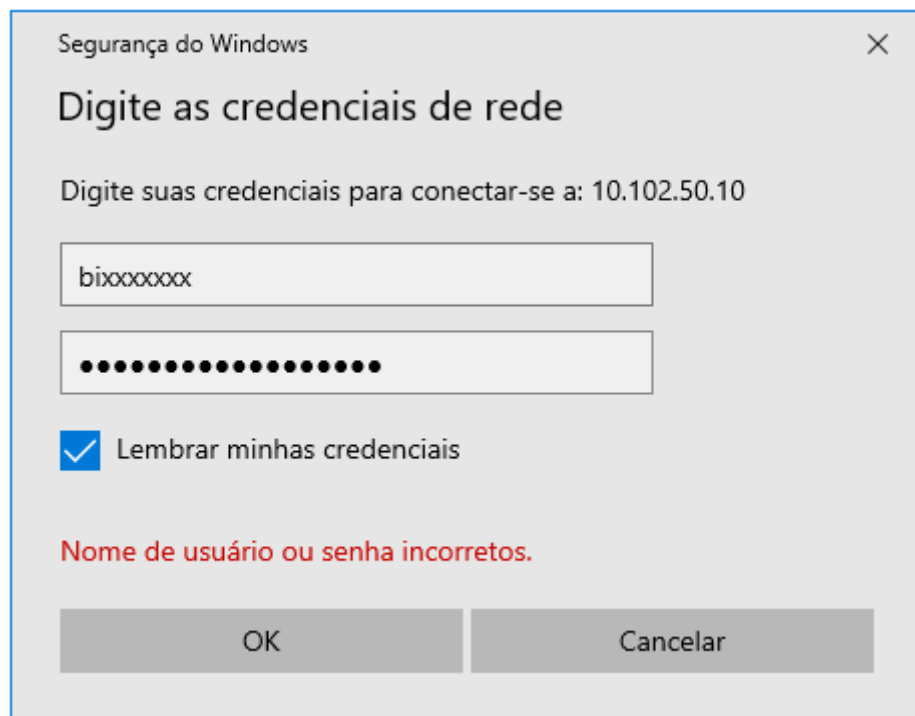 Segurança do Windows
Digite as credenciais de rede
Digite suas credenciais para conectar-se a: 10.102.50.10
bixxxxxxx
●●●●●●●●●●●●●●●●●●
Lembrar minhas credenciais
Nome de usuário ou senha incorretos.
OK Cancelar